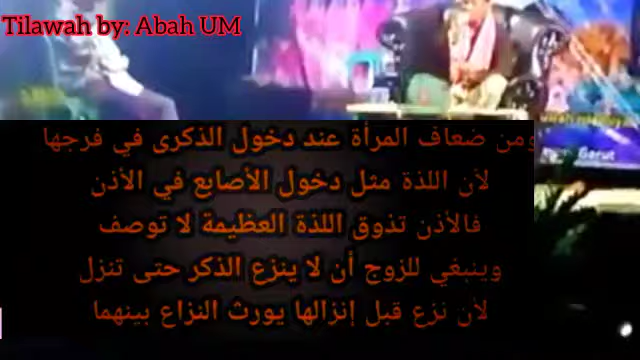 Tilawah by: Abah UM
ومن ضعاف المرأة عند دخول الذكرى في فرجها
لأن اللذة مثل دخول الأصابع في الأذن
فالأذن تذوق اللذة العظيمة لا توصف
وينبغي للزوج أن لا ينزع الذكر حتى تنزل
لأن نزع قبل إنزالها يورث النزاع بينهما
Garut